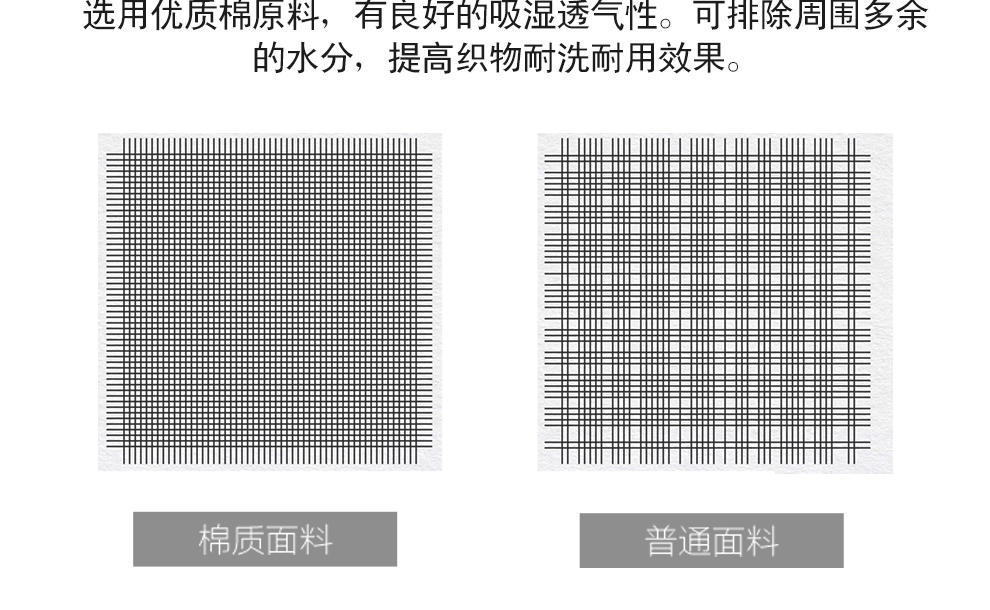 选用优质棉原料，有良好的吸湿透气性。可排除周围多余
的水分，提高织物耐洗耐用效果。
棉质面料
普通面料